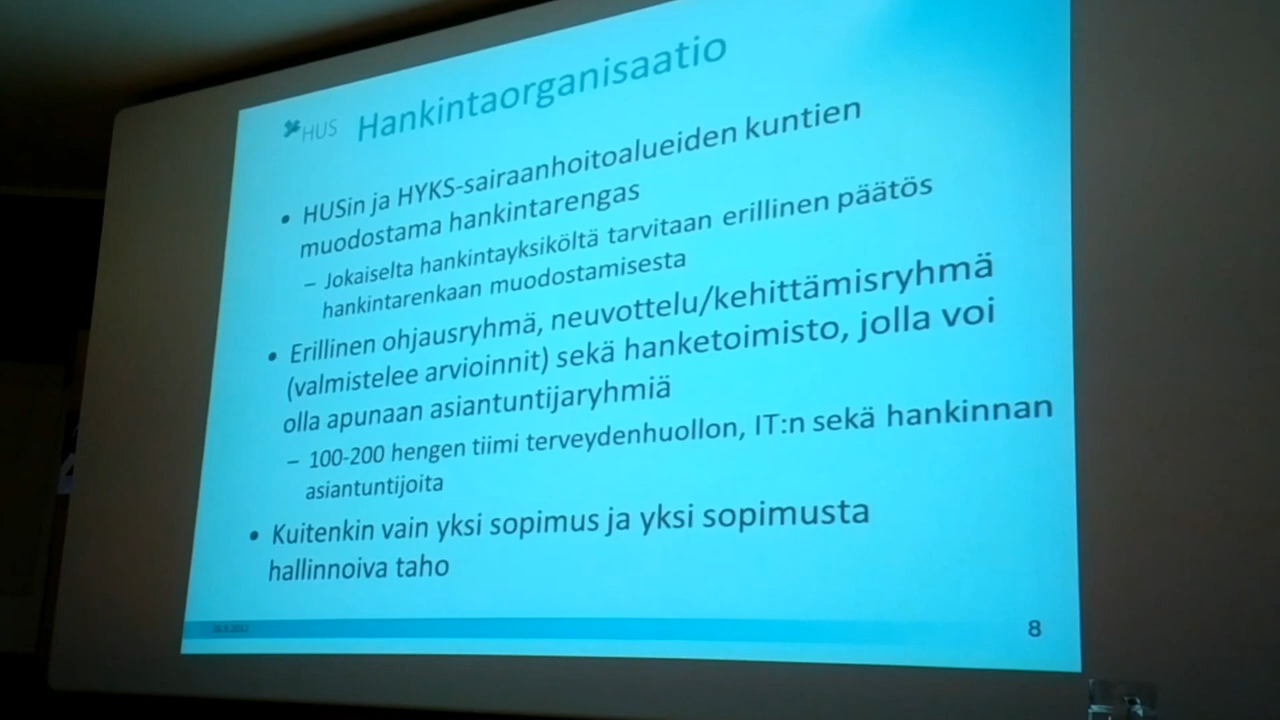 HUS Hankintaorganisaatio
• HUSin ja HYKS-sairaanhoitoalueiden kuntien
muodostama hankintarengas
– Jokaiselta hankintayksiköltä tarvitaan erillinen päätös
hankintarenkaan muodostamisesta
• Erillinen ohjausryhmä, neuvottelu/kehittämisryhmä
(valmistelee arvioinnit) sekä hanketoimisto, jolla voi
olla apunaan asiantuntijaryhmiä
– 100-200 hengen tiimi terveydenhuollon, IT:n sekä hankinnan
asiantuntijoita
• Kuitenkin vain yksi sopimus ja yksi sopimusta
hallinnoiva taho
8